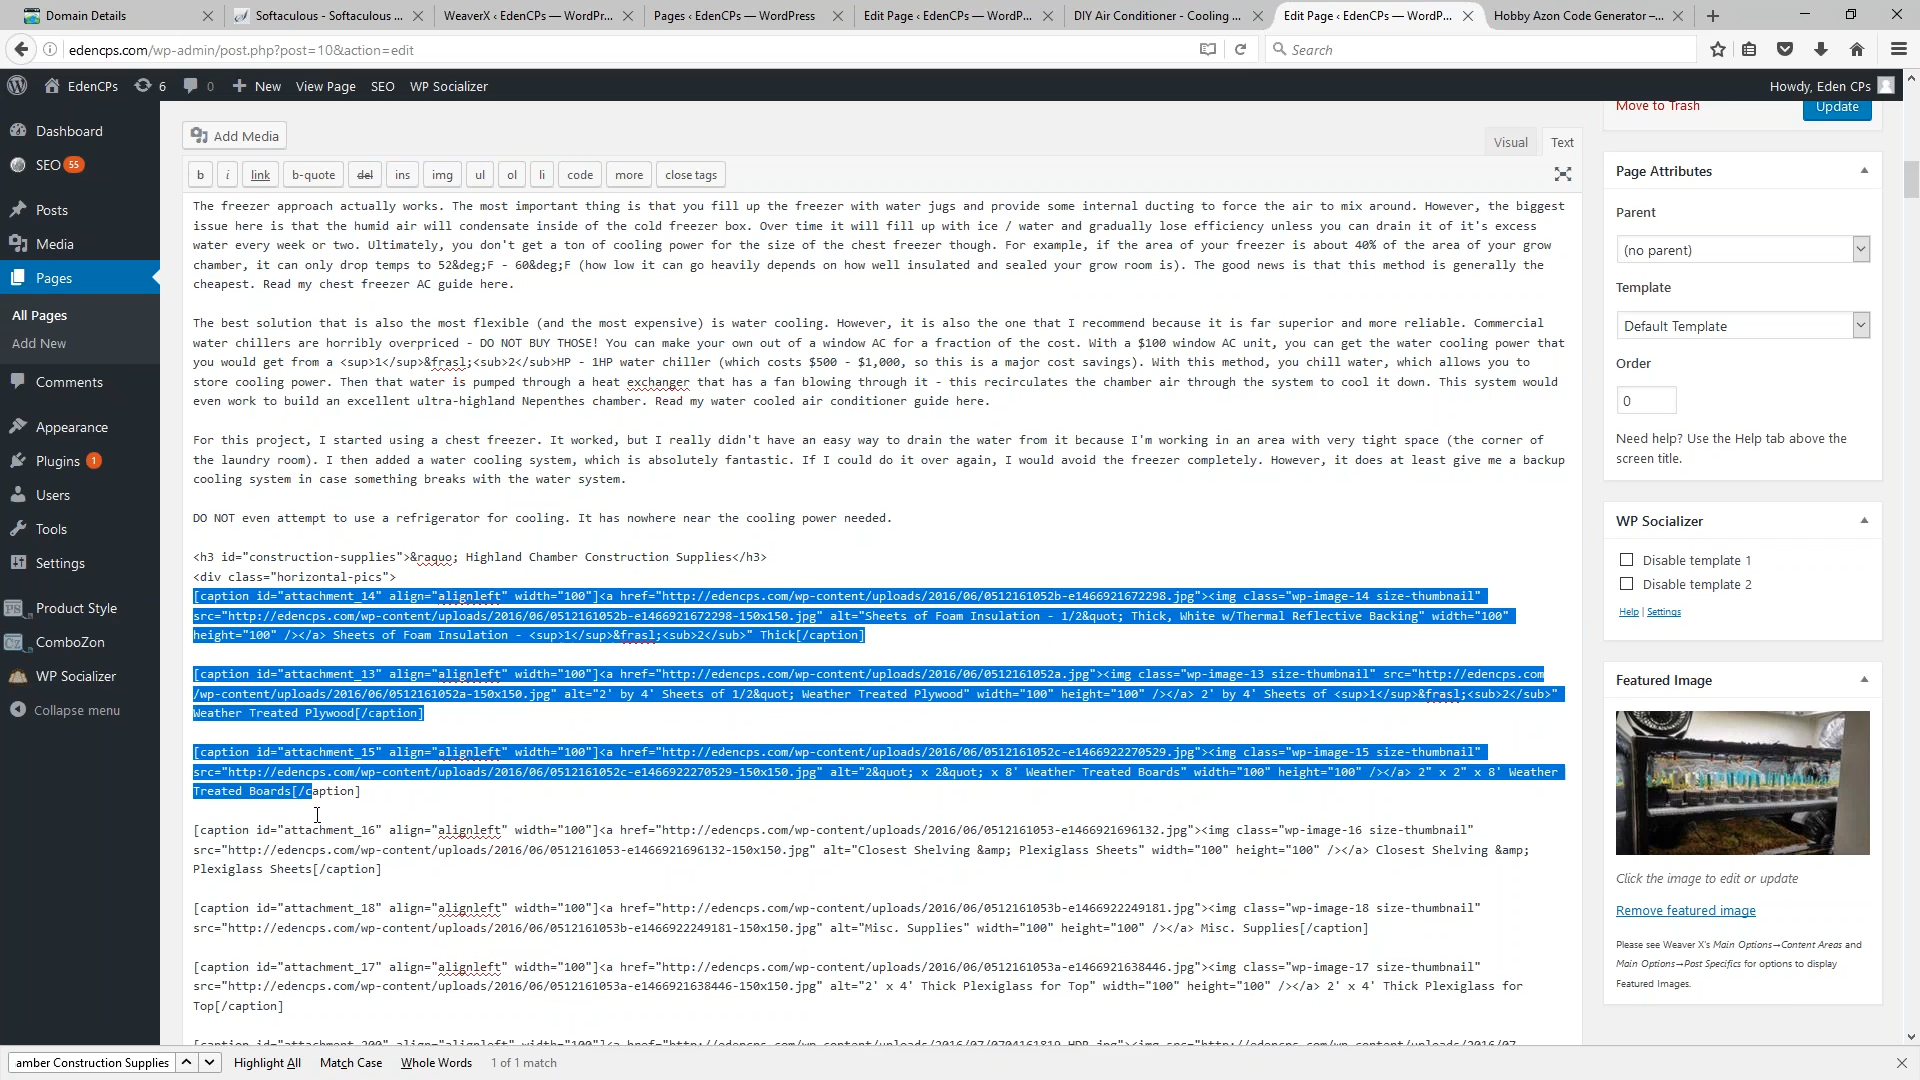 Domain Details
Softaculous - Softaculous ...
WeaverX ‹ EdenCPs — WordPr...
Pages ‹ EdenCPs — WordPress
Edit Page ‹ EdenCPs — WordP...
DIY Air Conditioner - Cooling ...
Edit Page ‹ EdenCPs — WordP...
Hobby Azon Code Generator –...
edencps.com/wp-admin/post.php?post=10&action=edit
Search
EdenCPs
6
0
New
View Page
SEO
WP Socializer
Howdy, Eden CPs
Dashboard
SEO 55
Posts
Media
Pages
All Pages
Add New
Comments
Appearance
Plugins 1
Users
Tools
Settings
Product Style
ComboZon
WP Socializer
Collapse menu
Add Media
Visual
Text
b
i
link
b-quote
del
ins
img
ul
ol
li
code
more
close tags
The freezer approach actually works. The most important thing is that you fill up the freezer with water jugs and provide some internal ducting to force the air to mix around. However, the biggest
issue here is that the humid air will condensate inside of the cold freezer box. Over time it will fill up with ice / water and gradually lose efficiency unless you can drain it of it's excess
water every week or two. Ultimately, you don't get a ton of cooling power for the size of the chest freezer though. For example, if the area of your freezer is about 40% of the area of your grow
chamber, it can only drop temps to 52&deg;F - 60&deg;F (how low it can go heavily depends on how well insulated and sealed your grow room is). The good news is that this method is generally the
cheapest. Read my chest freezer AC guide here.
The best solution that is also the most flexible (and the most expensive) is water cooling. However, it is also the one that I recommend because it is far superior and more reliable. Commercial
water chillers are horribly overpriced - DO NOT BUY THOSE! You can make your own out of a window AC for a fraction of the cost. With a $100 window AC unit, you can get the water cooling power that
you would get from a <sup>1</sup>&frasl;<sub>2</sub>HP - 1HP water chiller (which costs $500 - $1,000, so this is a major cost savings). With this method, you chill water, which allows you to
store cooling power. Then that water is pumped through a heat exchanger that has a fan blowing through it - this recirculates the chamber air through the system to cool it down. This system would
even work to build an excellent ultra-highland Nepenthes chamber. Read my water cooled air conditioner guide here.
For this project, I started using a chest freezer. It worked, but I really didn't have an easy way to drain the water from it because I'm working in an area with very tight space (the corner of
the laundry room). I then added a water cooling system, which is absolutely fantastic. If I could do it over again, I would avoid the freezer completely. However, it does at least give me a backup
cooling system in case something breaks with the water system.
DO NOT even attempt to use a refrigerator for cooling. It has nowhere near the cooling power needed.
<h3 id="construction-supplies">&raquo; Highland Chamber Construction Supplies</h3>
<div class="horizontal-pics">
[caption id="attachment_14" align="alignleft" width="100"]<a href="http://edencps.com/wp-content/uploads/2016/06/0512161052b-e1466921672298.jpg"><img class="wp-image-14 size-thumbnail"
src="http://edencps.com/wp-content/uploads/2016/06/0512161052b-e1466921672298-150x150.jpg" alt="Sheets of Foam Insulation - 1/2&quot; Thick, White w/Thermal Reflective Backing" width="100"
height="100" /></a> Sheets of Foam Insulation - <sup>1</sup>&frasl;<sub>2</sub>" Thick[/caption]
[caption id="attachment_13" align="alignleft" width="100"]<a href="http://edencps.com/wp-content/uploads/2016/06/0512161052a.jpg"><img class="wp-image-13 size-thumbnail" src="http://edencps.com
/wp-content/uploads/2016/06/0512161052a-150x150.jpg" alt="2' by 4' Sheets of 1/2&quot; Weather Treated Plywood" width="100" height="100" /></a> 2' by 4' Sheets of <sup>1</sup>&frasl;<sub>2</sub>"
Weather Treated Plywood[/caption]
[caption id="attachment_15" align="alignleft" width="100"]<a href="http://edencps.com/wp-content/uploads/2016/06/0512161052c-e1466922270529.jpg"><img class="wp-image-15 size-thumbnail"
src="http://edencps.com/wp-content/uploads/2016/06/0512161052c-e1466922270529-150x150.jpg" alt="2&quot; x 2&quot; x 8' Weather Treated Boards" width="100" height="100" /></a> 2" x 2" x 8' Weather
Treated Boards[/caption]
[caption id="attachment_16" align="alignleft" width="100"]<a href="http://edencps.com/wp-content/uploads/2016/06/0512161053-e1466921696132.jpg"><img class="wp-image-16 size-thumbnail"
src="http://edencps.com/wp-content/uploads/2016/06/0512161053-e1466921696132-150x150.jpg" alt="Closest Shelving &amp; Plexiglass Sheets" width="100" height="100" /></a> Closest Shelving &amp;
Plexiglass Sheets[/caption]
[caption id="attachment_18" align="alignleft" width="100"]<a href="http://edencps.com/wp-content/uploads/2016/06/0512161053b-e1466922249181.jpg"><img class="wp-image-18 size-thumbnail"
src="http://edencps.com/wp-content/uploads/2016/06/0512161053b-e1466922249181-150x150.jpg" alt="Misc. Supplies" width="100" height="100" /></a> Misc. Supplies[/caption]
[caption id="attachment_17" align="alignleft" width="100"]<a href="http://edencps.com/wp-content/uploads/2016/06/0512161053a-e1466921638446.jpg"><img class="wp-image-17 size-thumbnail"
src="http://edencps.com/wp-content/uploads/2016/06/0512161053a-e1466921638446-150x150.jpg" alt="2' x 4' Thick Plexiglass for Top" width="100" height="100" /></a> 2' x 4' Thick Plexiglass for
Top[/caption]
[caption id="attachment_200" align="alignleft" width="100"]<a href="http://edencps.com/wp-content/uploads/2016/07/0704161819_HDR.jpg"><img src="http://edencps.com/wp-content/uploads/2016/07
Move to Trash
Update
Page Attributes
Parent
(no parent)
Template
Default Template
Order
0
Need help? Use the Help tab above the
screen title.
WP Socializer
Disable template 1
Disable template 2
Help | Settings
Featured Image
Click the image to edit or update
Remove featured image
Please see Weaver X's Main Options→Content Areas and
Main Options→Post Specifics for options to display
Featured Images.
amber Construction Supplies
Highlight All
Match Case
Whole Words
1 of 1 match